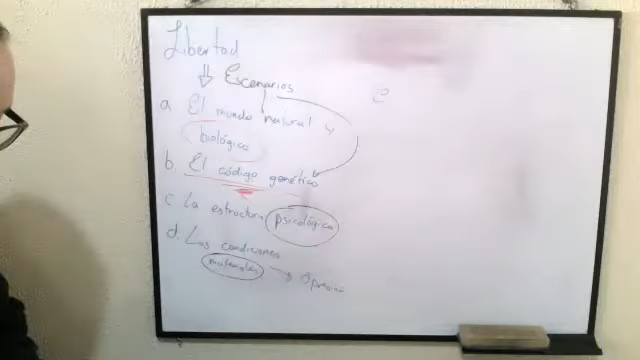 Libertad
⇓ Escenarios
a. El mundo natural y
biológico
b. El código genético
c. La estructura psicológica
d. Las condiciones
materiales →
e